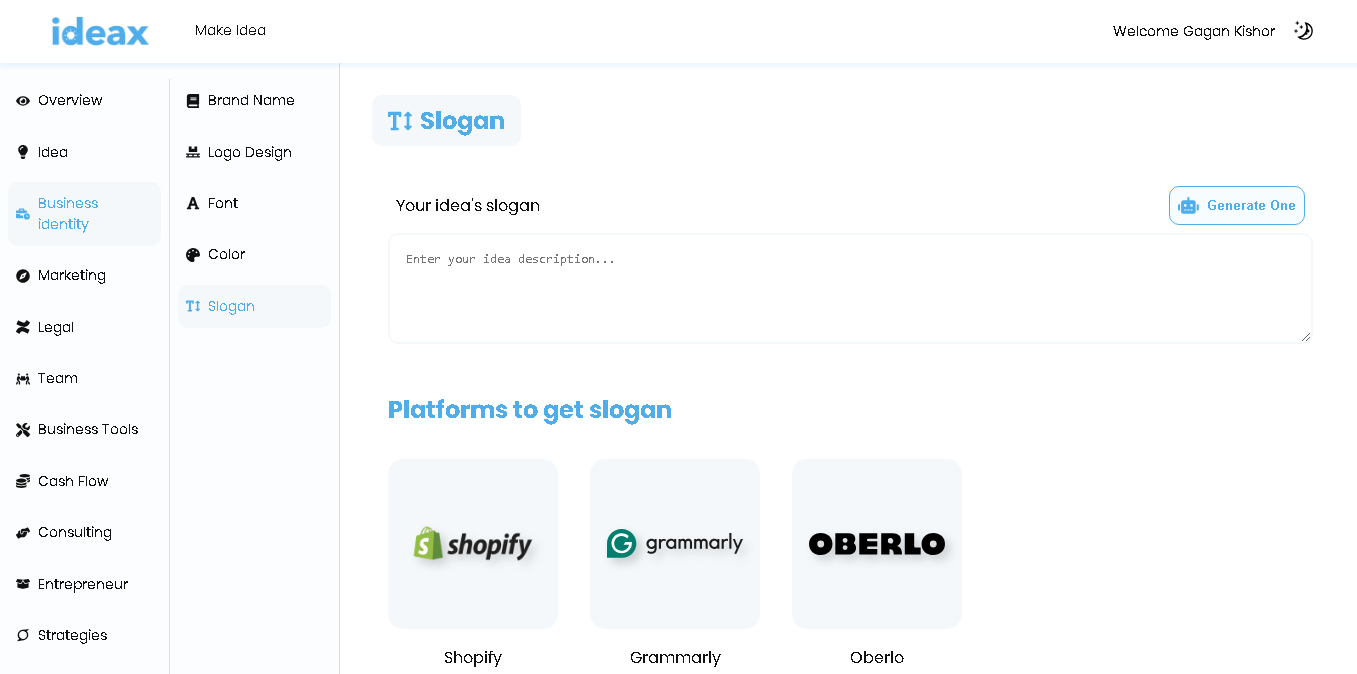 ideax
Make Idea
Welcome Gagan Kishor
Overview
Idea
Business
identity
Marketing
Legal
Team
Business Tools
Cash Flow
Consulting
Entrepreneur
Strategies
Brand Name
Logo Design
Font
Color
Slogan
Slogan
Your idea's slogan
Generate One
Enter your idea description...
Platforms to get slogan
shopify
grammarly
OBERLO
Shopify
Grammarly
Oberlo